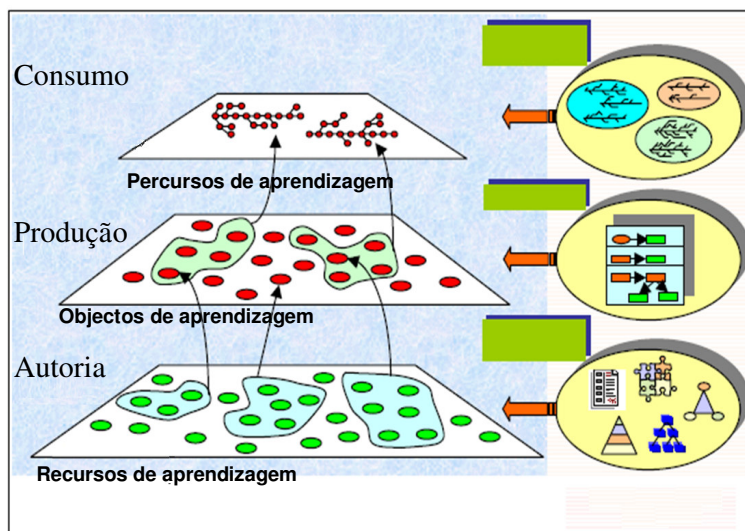 Consumo
Percursos de aprendizagem
Produção
Objectos de aprendizagem
Autoria
Recursos de aprendizagem